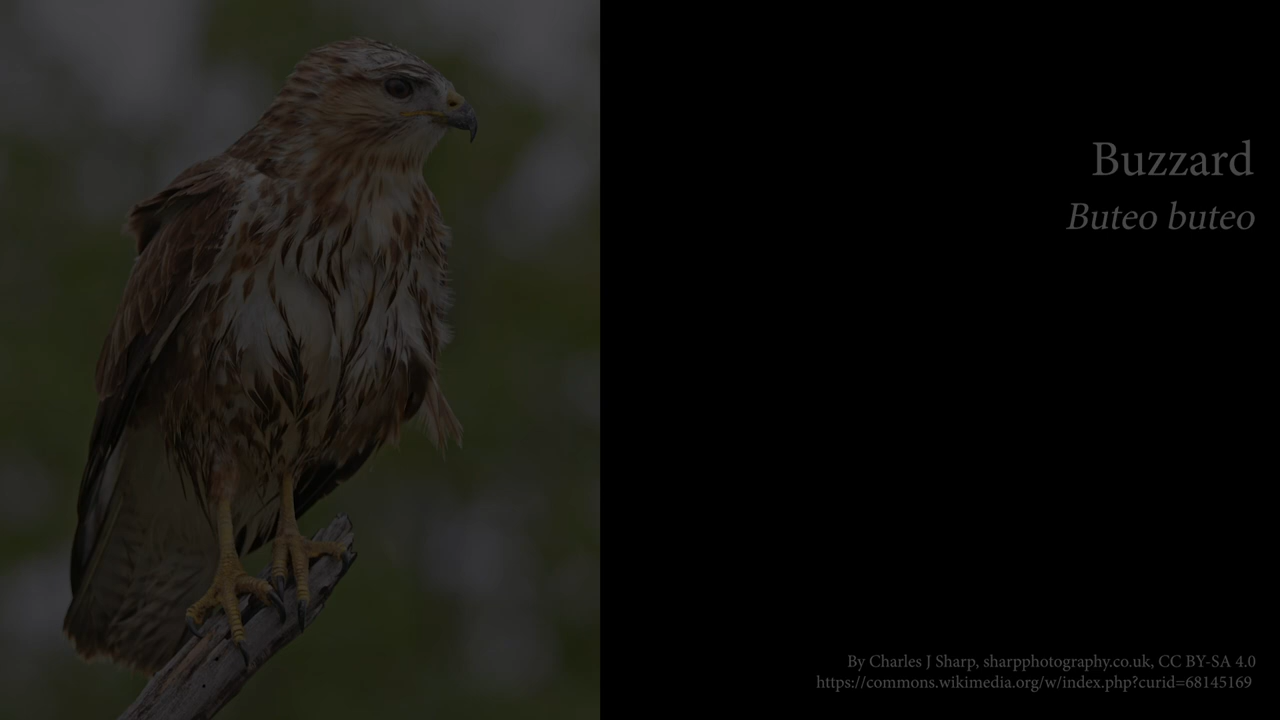 Buzzard
Buteo buteo
By Charles J Sharp, sharpphotography.co.uk, CC BY-SA 4.0
https://commons.wikimedia.org/w/index.php?curid=68145169